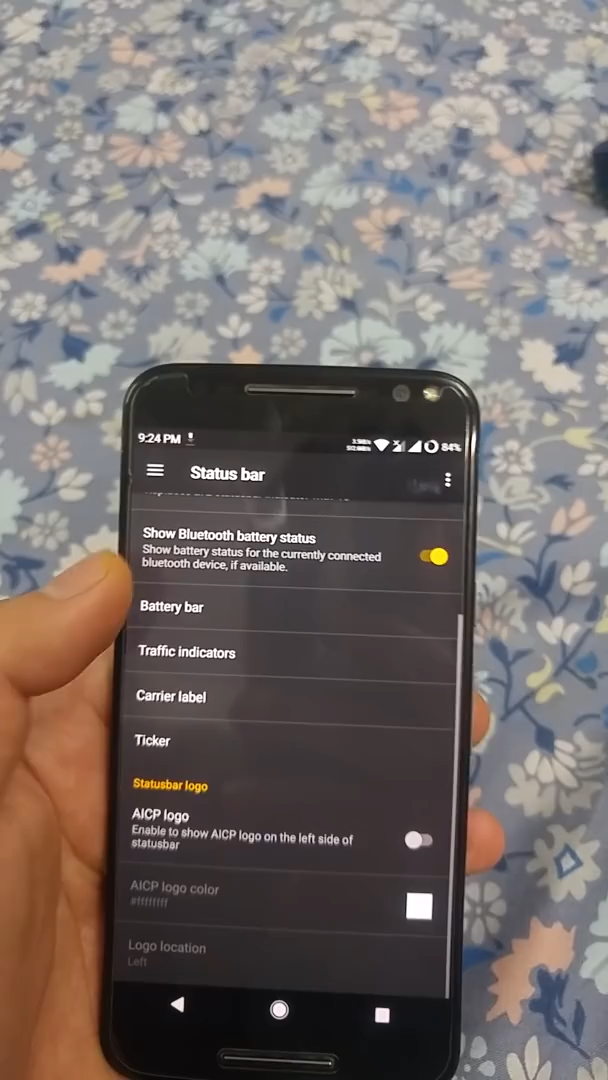 9:24 PM
84%
Status bar
Show Bluetooth battery status
Show battery status for the currently connected
bluetooth device, if available.
Battery bar
Traffic indicators
Carrier label
Ticker
Statusbar logo
AICP logo
Enable to show AICP logo on the left side of
statusbar
AICP logo color
#ffffffff
Logo location
Left